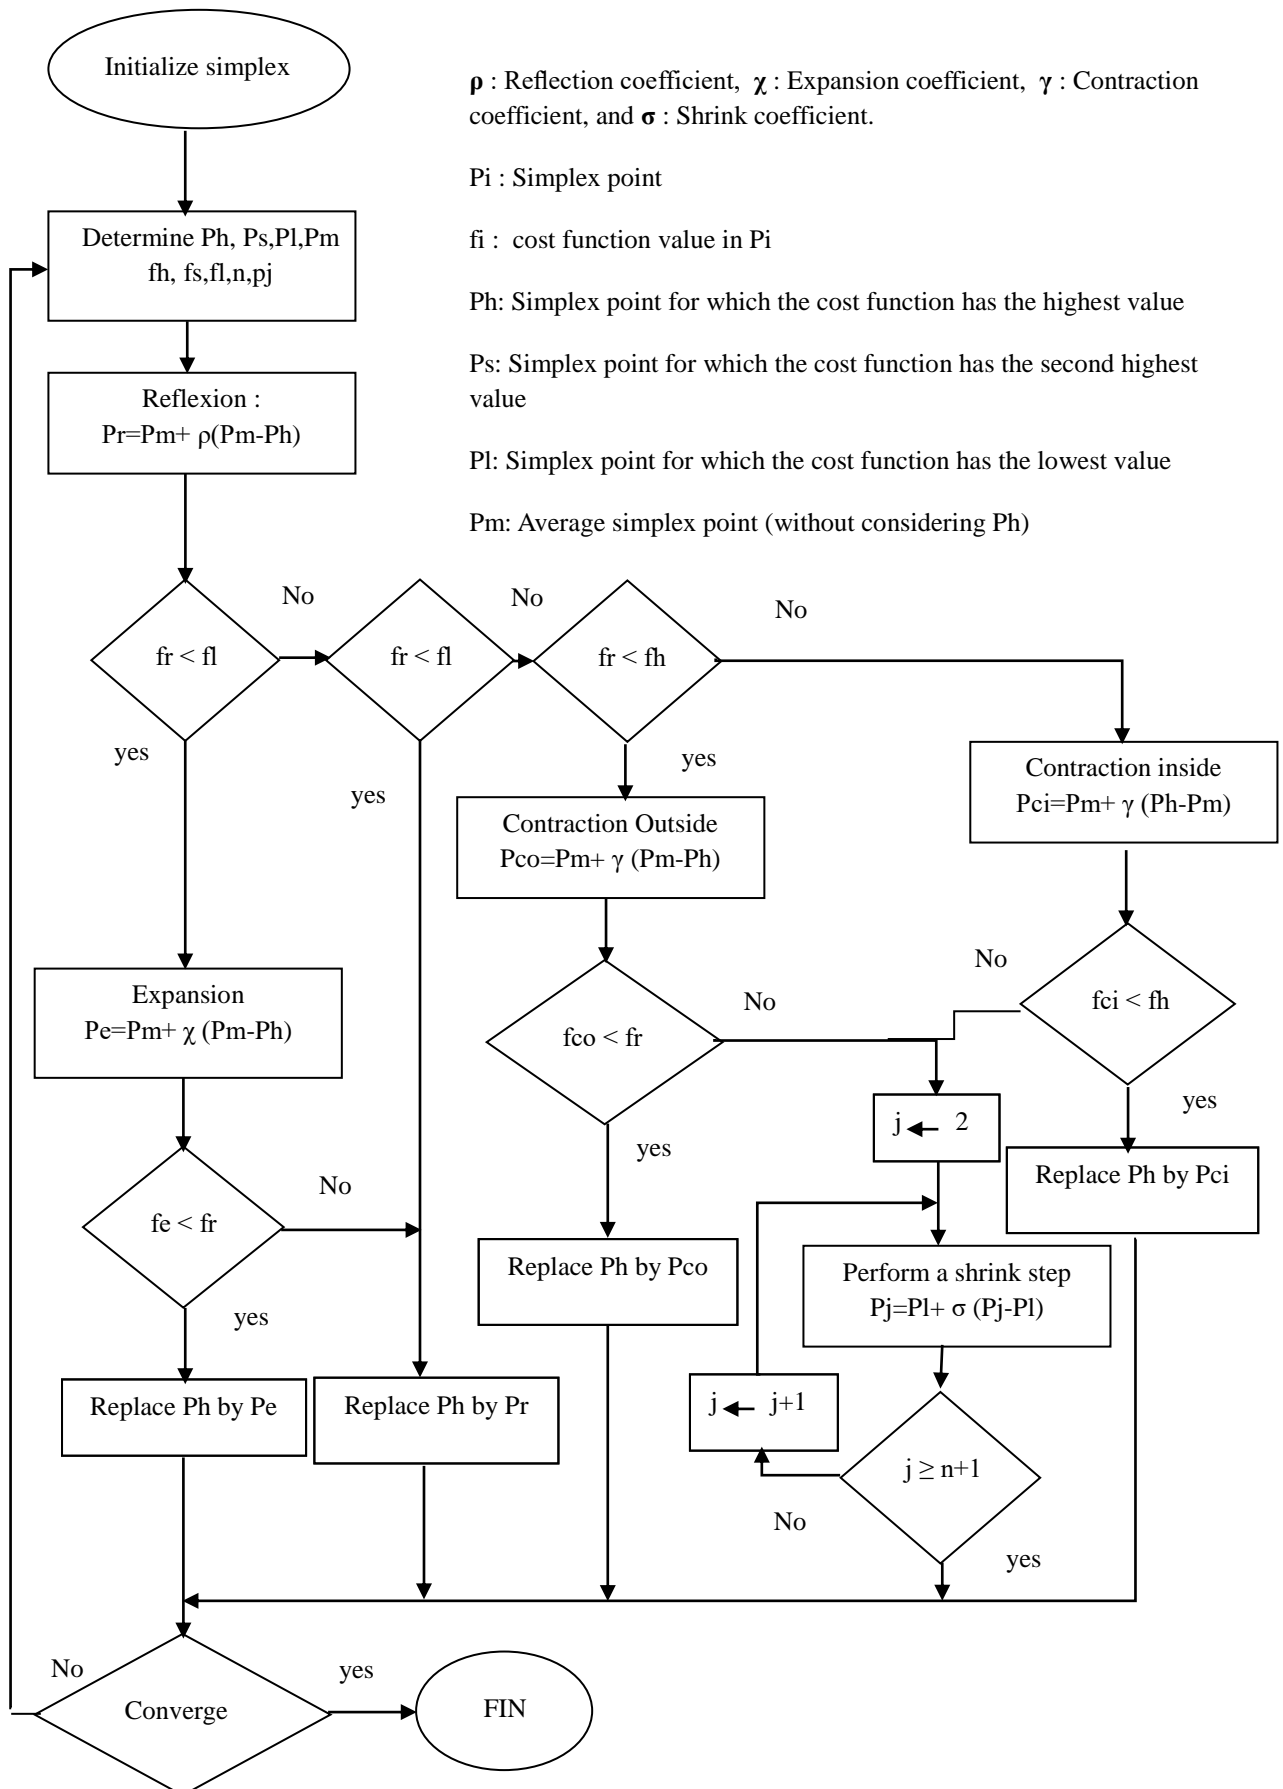 Initialize simplex
ρ : Reflection coefficient, χ : Expansion coefficient, γ : Contraction
coefficient, and σ : Shrink coefficient.
Pi : Simplex point
fi : cost function value in Pi
Ph: Simplex point for which the cost function has the highest value
Ps: Simplex point for which the cost function has the second highest
value
Pl: Simplex point for which the cost function has the lowest value
Pm: Average simplex point (without considering Ph)
Determine Ph, Ps,Pl,Pm
fh, fs,fl,n,pj
Reflexion :
Pr=Pm+ ρ(Pm-Ph)
fr < fl
No
fr < fl
No
fr < fh
No
yes
yes
yes
Contraction inside
Pci=Pm+ γ (Ph-Pm)
Contraction Outside
Pco=Pm+ γ (Pm-Ph)
Expansion
Pe=Pm+ χ (Pm-Ph)
fco < fr
No
No
fci < fh
yes
yes
j ← 2
Replace Ph by Pci
fe < fr
No
yes
Replace Ph by Pco
Perform a shrink step
Pj=Pl+ σ (Pj-Pl)
Replace Ph by Pe
Replace Ph by Pr
j ← j+1
j ≥ n+1
No
yes
Converge
No
yes
FIN